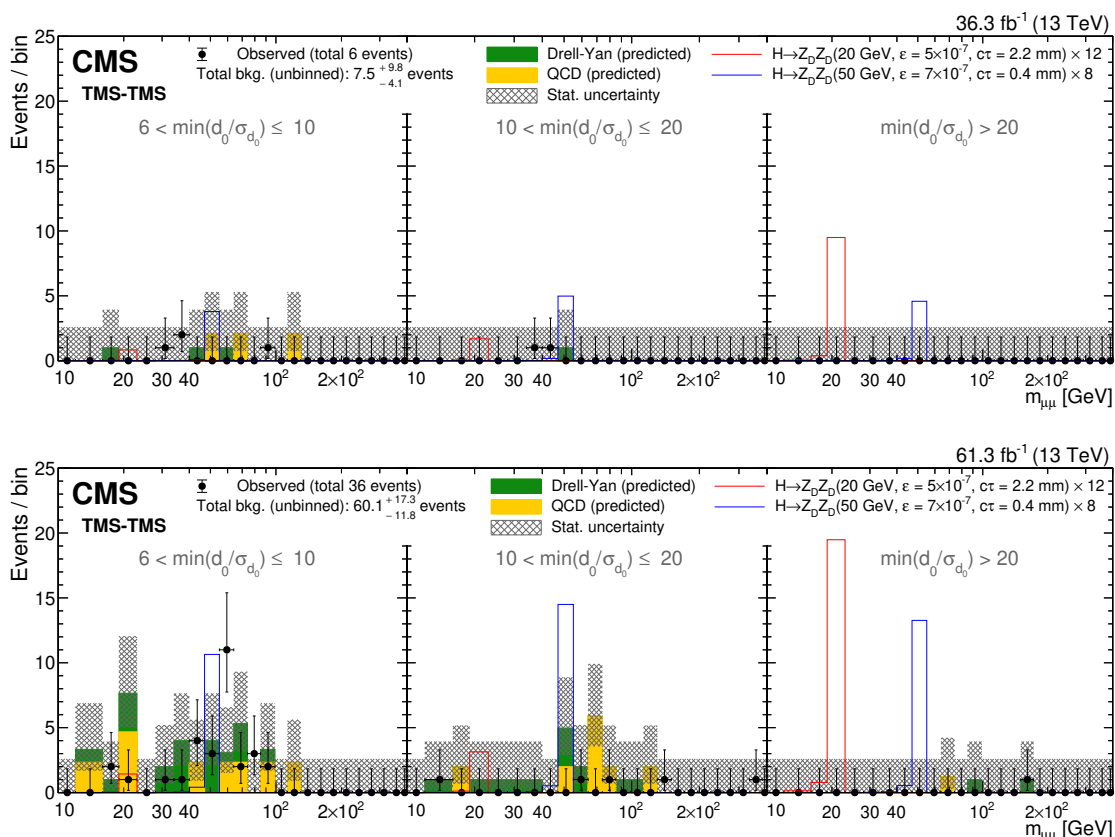 36.3 fb⁻¹ (13 TeV)
CMS
TMS-TMS
Observed (total 6 events)
Total bkg. (unbinned): 7.5 +9.8 −4.1 events
Drell-Yan (predicted)
QCD (predicted)
Stat. uncertainty
H→Z_D Z_D(20 GeV, ε = 5×10⁻⁷, cτ = 2.2 mm) × 12
H→Z_D Z_D(50 GeV, ε = 7×10⁻⁷, cτ = 0.4 mm) × 8
6 < min(d₀/σ_d₀) ≤ 10
10 < min(d₀/σ_d₀) ≤ 20
min(d₀/σ_d₀) > 20
Events / bin
25
20
15
10
5
0
10 20 30 40 10² 2×10² 10 20 30 40 10² 2×10² 10 20 30 40 10² 2×10²
m_μμ [GeV]
61.3 fb⁻¹ (13 TeV)
CMS
TMS-TMS
Observed (total 36 events)
Total bkg. (unbinned): 60.1 +17.3 −11.8 events
Drell-Yan (predicted)
QCD (predicted)
Stat. uncertainty
H→Z_D Z_D(20 GeV, ε = 5×10⁻⁷, cτ = 2.2 mm) × 12
H→Z_D Z_D(50 GeV, ε = 7×10⁻⁷, cτ = 0.4 mm) × 8
6 < min(d₀/σ_d₀) ≤ 10
10 < min(d₀/σ_d₀) ≤ 20
min(d₀/σ_d₀) > 20
Events / bin
25
20
15
10
5
0
10 20 30 40 10² 2×10² 10 20 30 40 10² 2×10² 10 20 30 40 10² 2×10²
m_μμ [GeV]